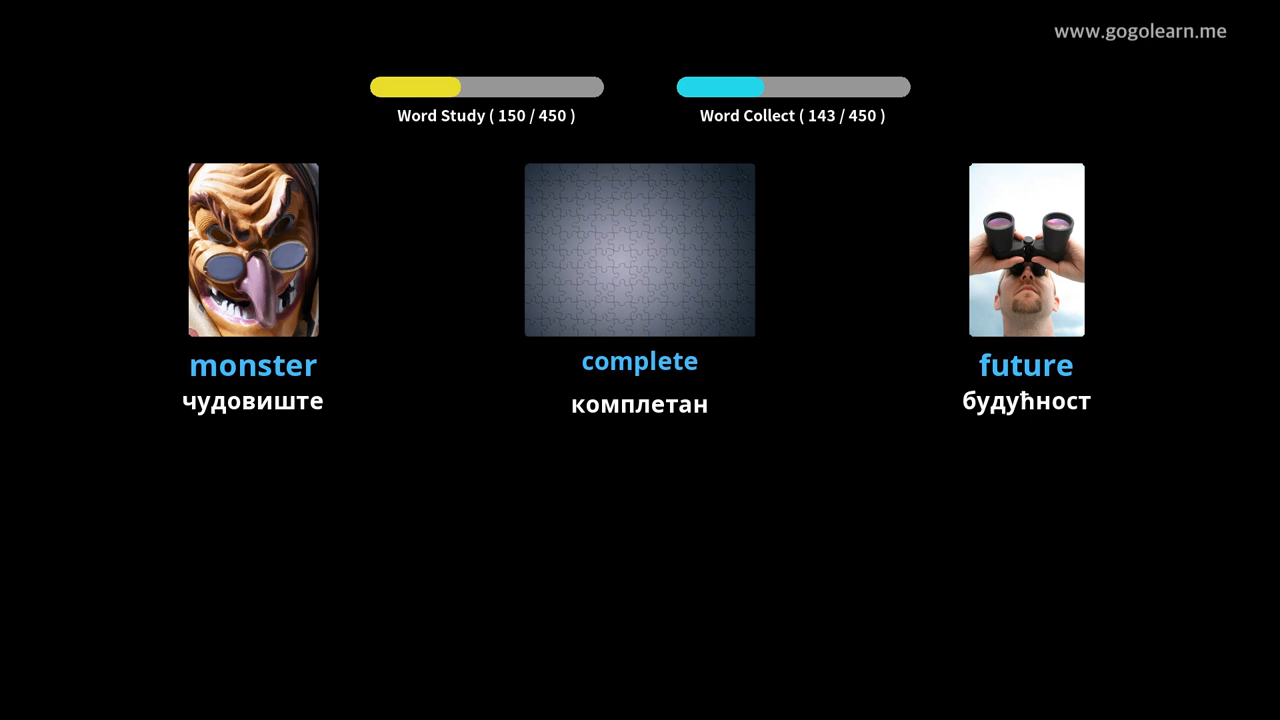 www.gogolearn.me
Word Study ( 150 / 450 )
Word Collect ( 143 / 450 )
monster
чудовиште
complete
комплетан
future
будућност